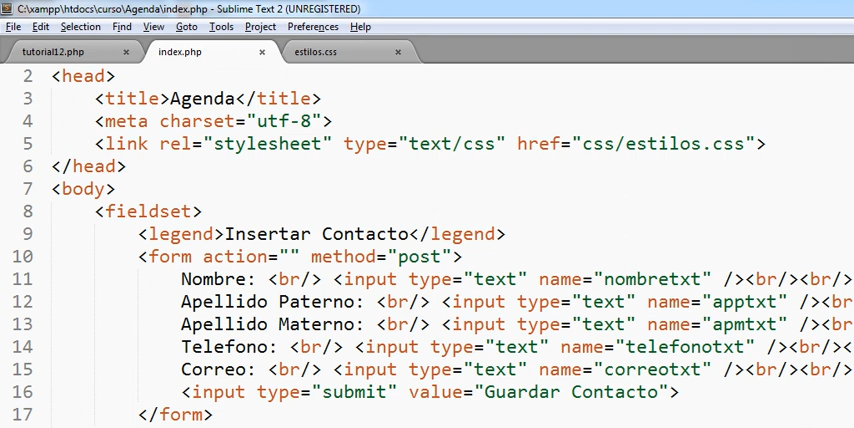 C:\xampp\htdocs\curso\Agenda\index.php - Sublime Text 2 (UNREGISTERED)
File Edit Selection Find View Goto Tools Project Preferences Help
tutorial12.php × index.php × estilos.css ×
2 <head>
3 <title>Agenda</title>
4 <meta charset="utf-8">
5 <link rel="stylesheet" type="text/css" href="css/estilos.css">
6 </head>
7 <body>
8 <fieldset>
9 <legend>Insertar Contacto</legend>
10 <form action="" method="post">
11 Nombre: <br/> <input type="text" name="nombretxt" /><br/><br/>
12 Apellido Paterno: <br/> <input type="text" name="apptxt" /><br
13 Apellido Materno: <br/> <input type="text" name="apmtxt" /><br
14 Telefono: <br/> <input type="text" name="telefonotxt" /><br/><
15 Correo: <br/> <input type="text" name="correotxt" /><br/><br/>
16 <input type="submit" value="Guardar Contacto">
17 </form>